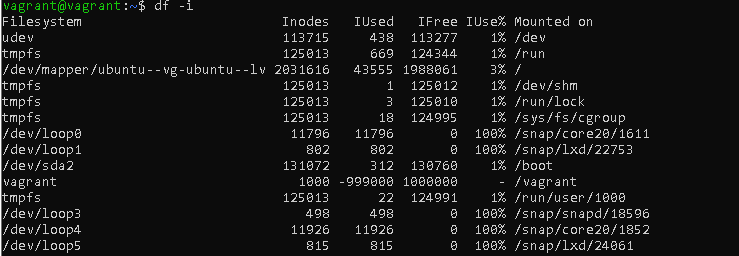 vagrant@vagrant:~$ df -i
Filesystem                         Inodes   IUsed   IFree IUse% Mounted on
udev                               113715     438  113277    1% /dev
tmpfs                              125013     669  124344    1% /run
/dev/mapper/ubuntu--vg-ubuntu--lv 2031616   43555 1988061    3% /
tmpfs                              125013       1  125012    1% /dev/shm
tmpfs                              125013       3  125010    1% /run/lock
tmpfs                              125013      18  124995    1% /sys/fs/cgroup
/dev/loop0                          11796   11796       0  100% /snap/core20/1611
/dev/loop1                            802     802       0  100% /snap/lxd/22753
/dev/sda2                          131072     312  130760    1% /boot
vagrant                              1000 -999000 1000000     - /vagrant
tmpfs                              125013      22  124991    1% /run/user/1000
/dev/loop3                            498     498       0  100% /snap/snapd/18596
/dev/loop4                          11926   11926       0  100% /snap/core20/1852
/dev/loop5                            815     815       0  100% /snap/lxd/24061